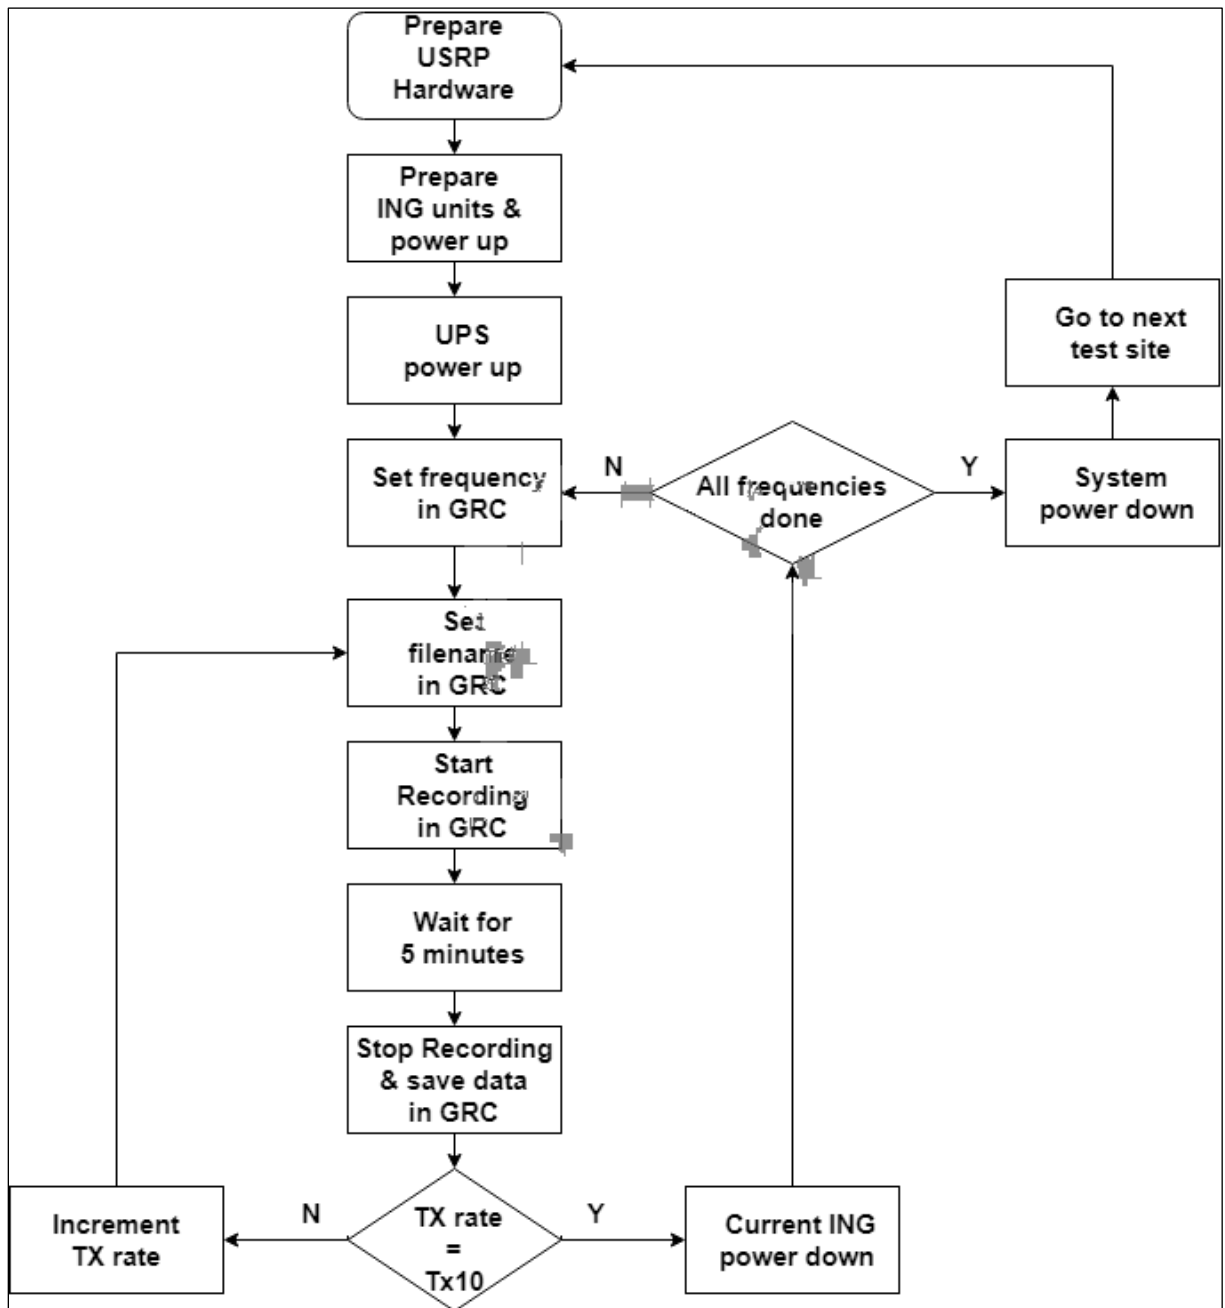 Prepare
USRP
Hardware
Prepare
ING units &
power up
UPS
power up
Go to next
test site
Set frequency
in GRC
N
All frequencies
done
Y
System
power down
Set
filename
in GRC
Start
Recording
in GRC
Wait for
5 minutes
Stop Recording
& save data
in GRC
Increment
TX rate
N
TX rate
=
Tx10
Y
Current ING
power down